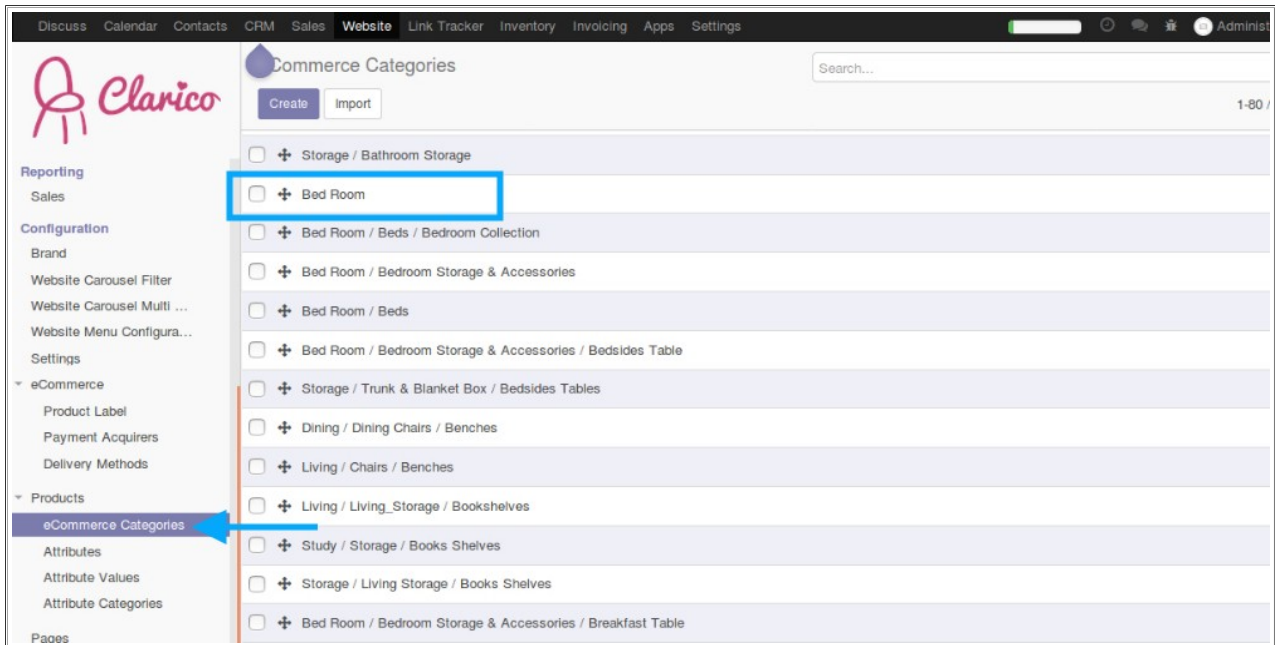 Discuss Calendar Contacts CRM Sales Website Link Tracker Inventory Invoicing Apps Settings Administ
Clarico
Commerce Categories
Search...
Create Import
1-80 /
Reporting
Sales
Configuration
Brand
Website Carousel Filter
Website Carousel Multi ...
Website Menu Configura...
Settings
eCommerce
Product Label
Payment Acquirers
Delivery Methods
Products
eCommerce Categories
Attributes
Attribute Values
Attribute Categories
Pages
Storage / Bathroom Storage
Bed Room
Bed Room / Beds / Bedroom Collection
Bed Room / Bedroom Storage & Accessories
Bed Room / Beds
Bed Room / Bedroom Storage & Accessories / Bedsides Table
Storage / Trunk & Blanket Box / Bedsides Tables
Dining / Dining Chairs / Benches
Living / Chairs / Benches
Living / Living_Storage / Bookshelves
Study / Storage / Books Shelves
Storage / Living Storage / Books Shelves
Bed Room / Bedroom Storage & Accessories / Breakfast Table